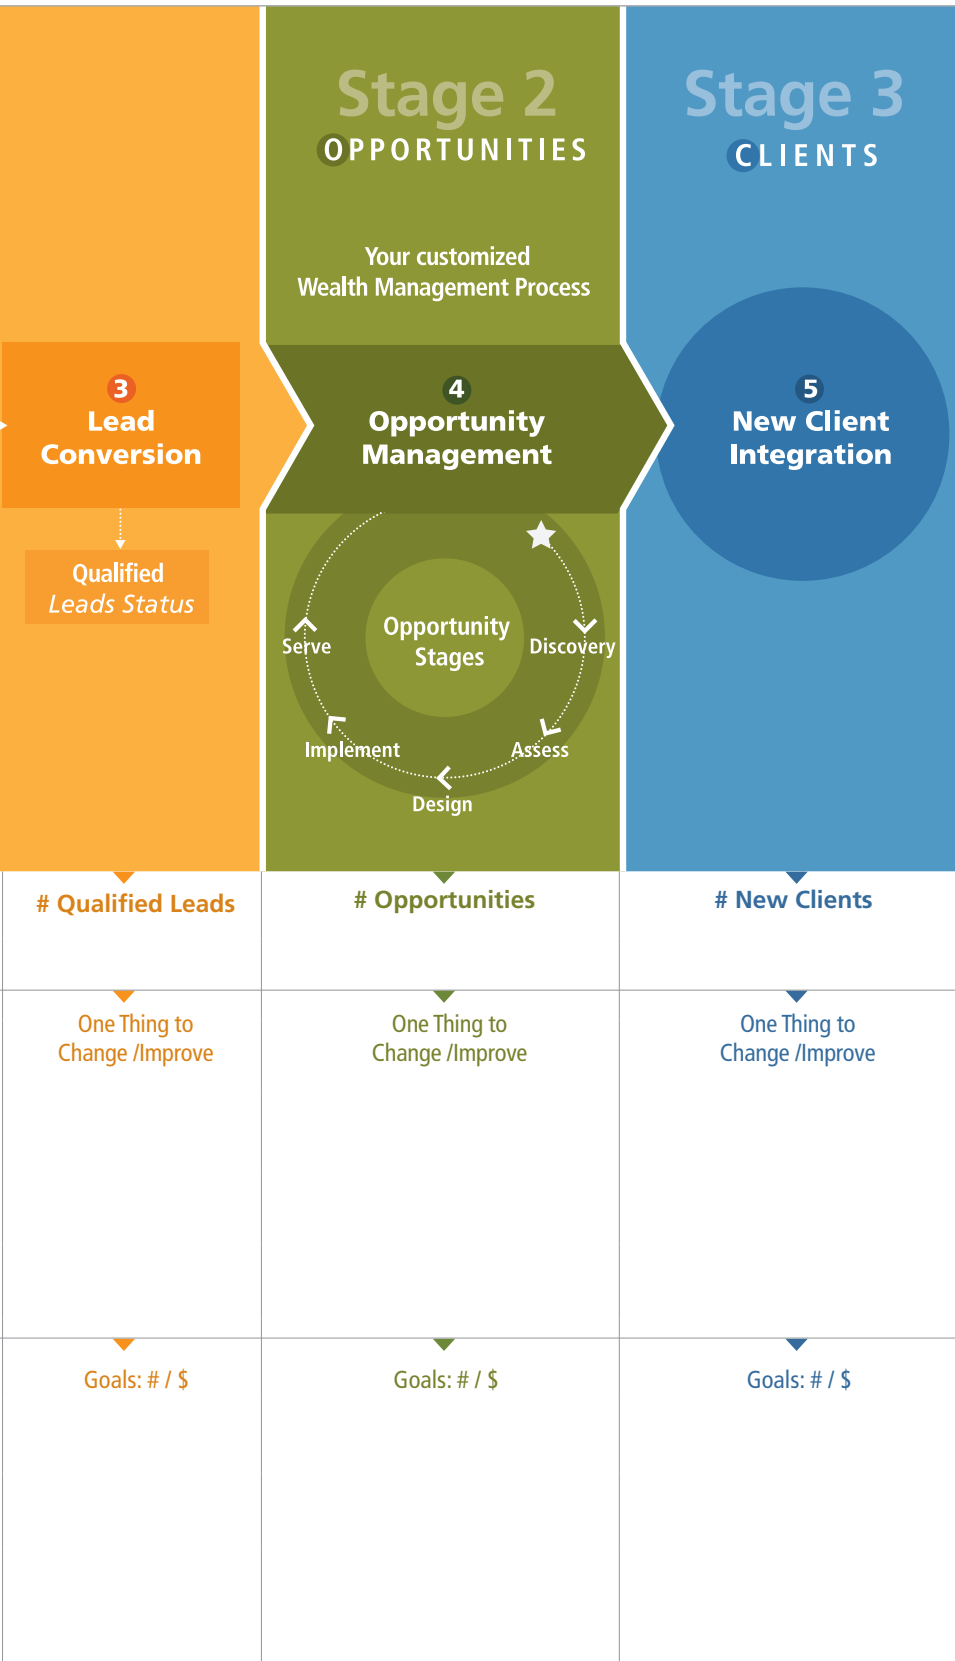 Stage 2
OPPORTUNITIES
Stage 3
CLIENTS
Your customized
Wealth Management Process
3
Lead
Conversion
4
Opportunity
Management
5
New Client
Integration
Qualified
Leads Status
Opportunity
Stages
Serve
Discovery
Implement
Assess
Design
# Qualified Leads
# Opportunities
# New Clients
One Thing to
Change /Improve
One Thing to
Change /Improve
One Thing to
Change /Improve
Goals: # / $
Goals: # / $
Goals: # / $